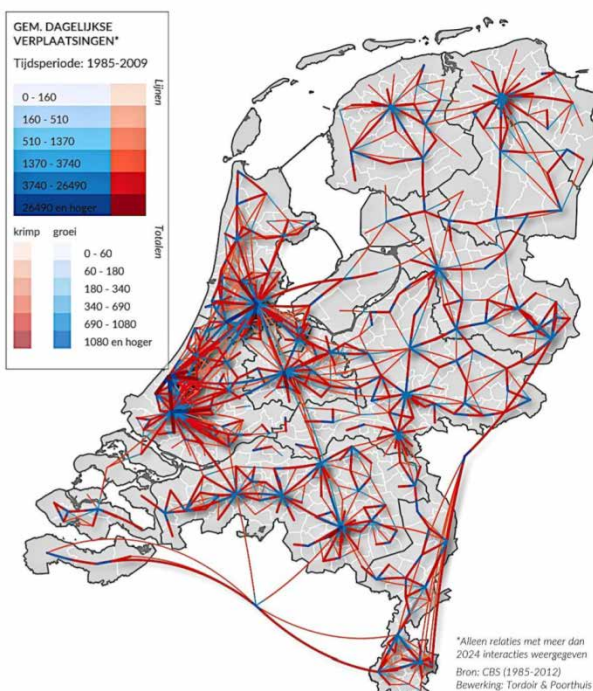 GEM. DAGELIJKSE
VERPLAATSINGEN*
Tijdsperiode: 1985-2009
Lijnen
0 - 160
160 - 510
510 - 1370
1370 - 3740
3740 - 26490
26490 en hoger
Totalen
krimp groei
0 - 60
60 - 180
180 - 340
340 - 690
690 - 1080
1080 en hoger
*Alleen relaties met meer dan
2024 interacties weergegeven
Bron: CBS (1985-2012)
Bewerking: Tordoir & Poorthuis